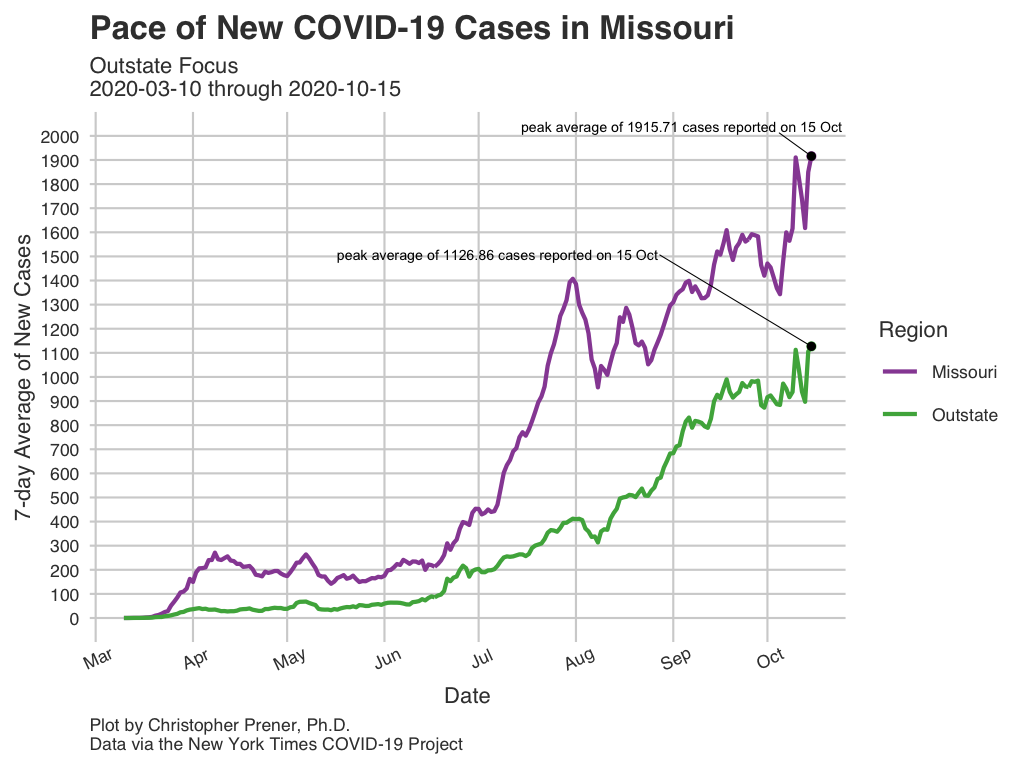 Pace of New COVID-19 Cases in Missouri
Outstate Focus
2020-03-10 through 2020-10-15
peak average of 1915.71 cases reported on 15 Oct
peak average of 1126.86 cases reported on 15 Oct
7-day Average of New Cases
2000
1900
1800
1700
1600
1500
1400
1300
1200
1100
1000
900
800
700
600
500
400
300
200
100
0
Mar
Apr
May
Jun
Jul
Aug
Sep
Oct
Date
Region
Missouri
Outstate
Plot by Christopher Prener, Ph.D.
Data via the New York Times COVID-19 Project